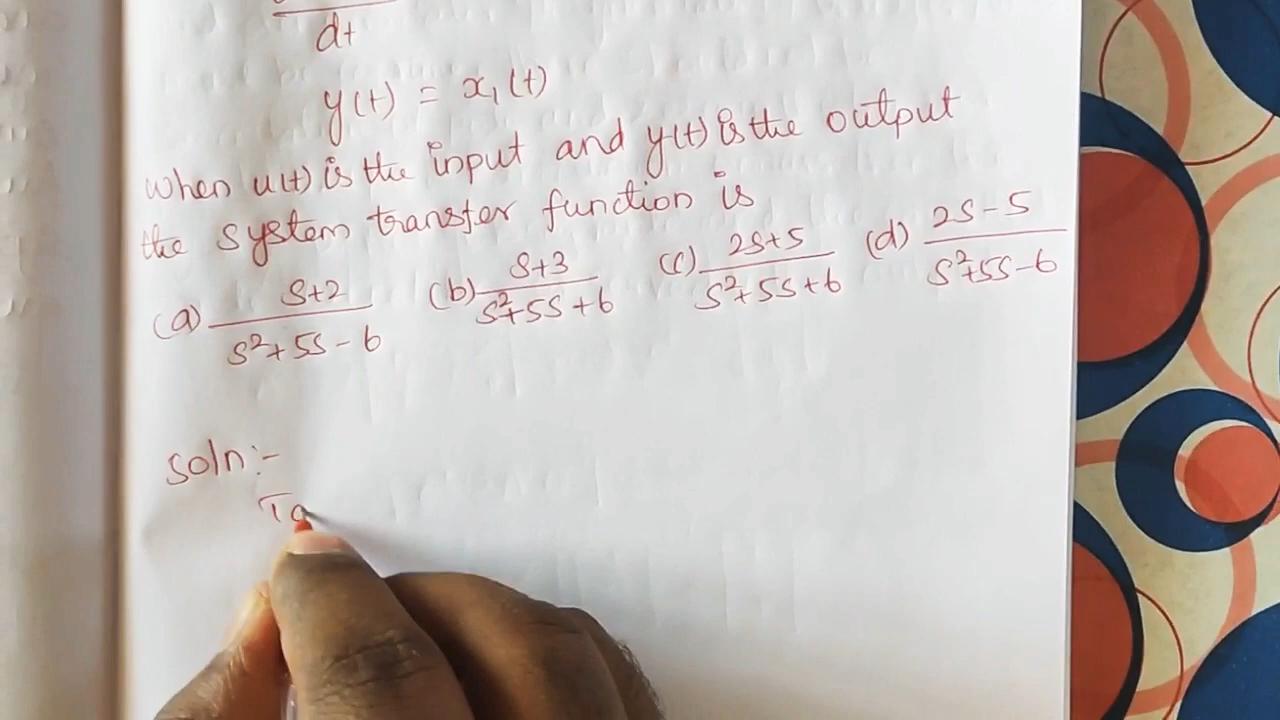 dt
y(t) = x₁(t)
When u(t) is the input and y(t) is the output
the system transfer function is
(a) s+2 / s²+5s-6 (b) s+3 / s²+5s+6 (c) 2s+5 / s²+5s+6 (d) 2s-5 / s²+5s-6
Soln:-
Ta